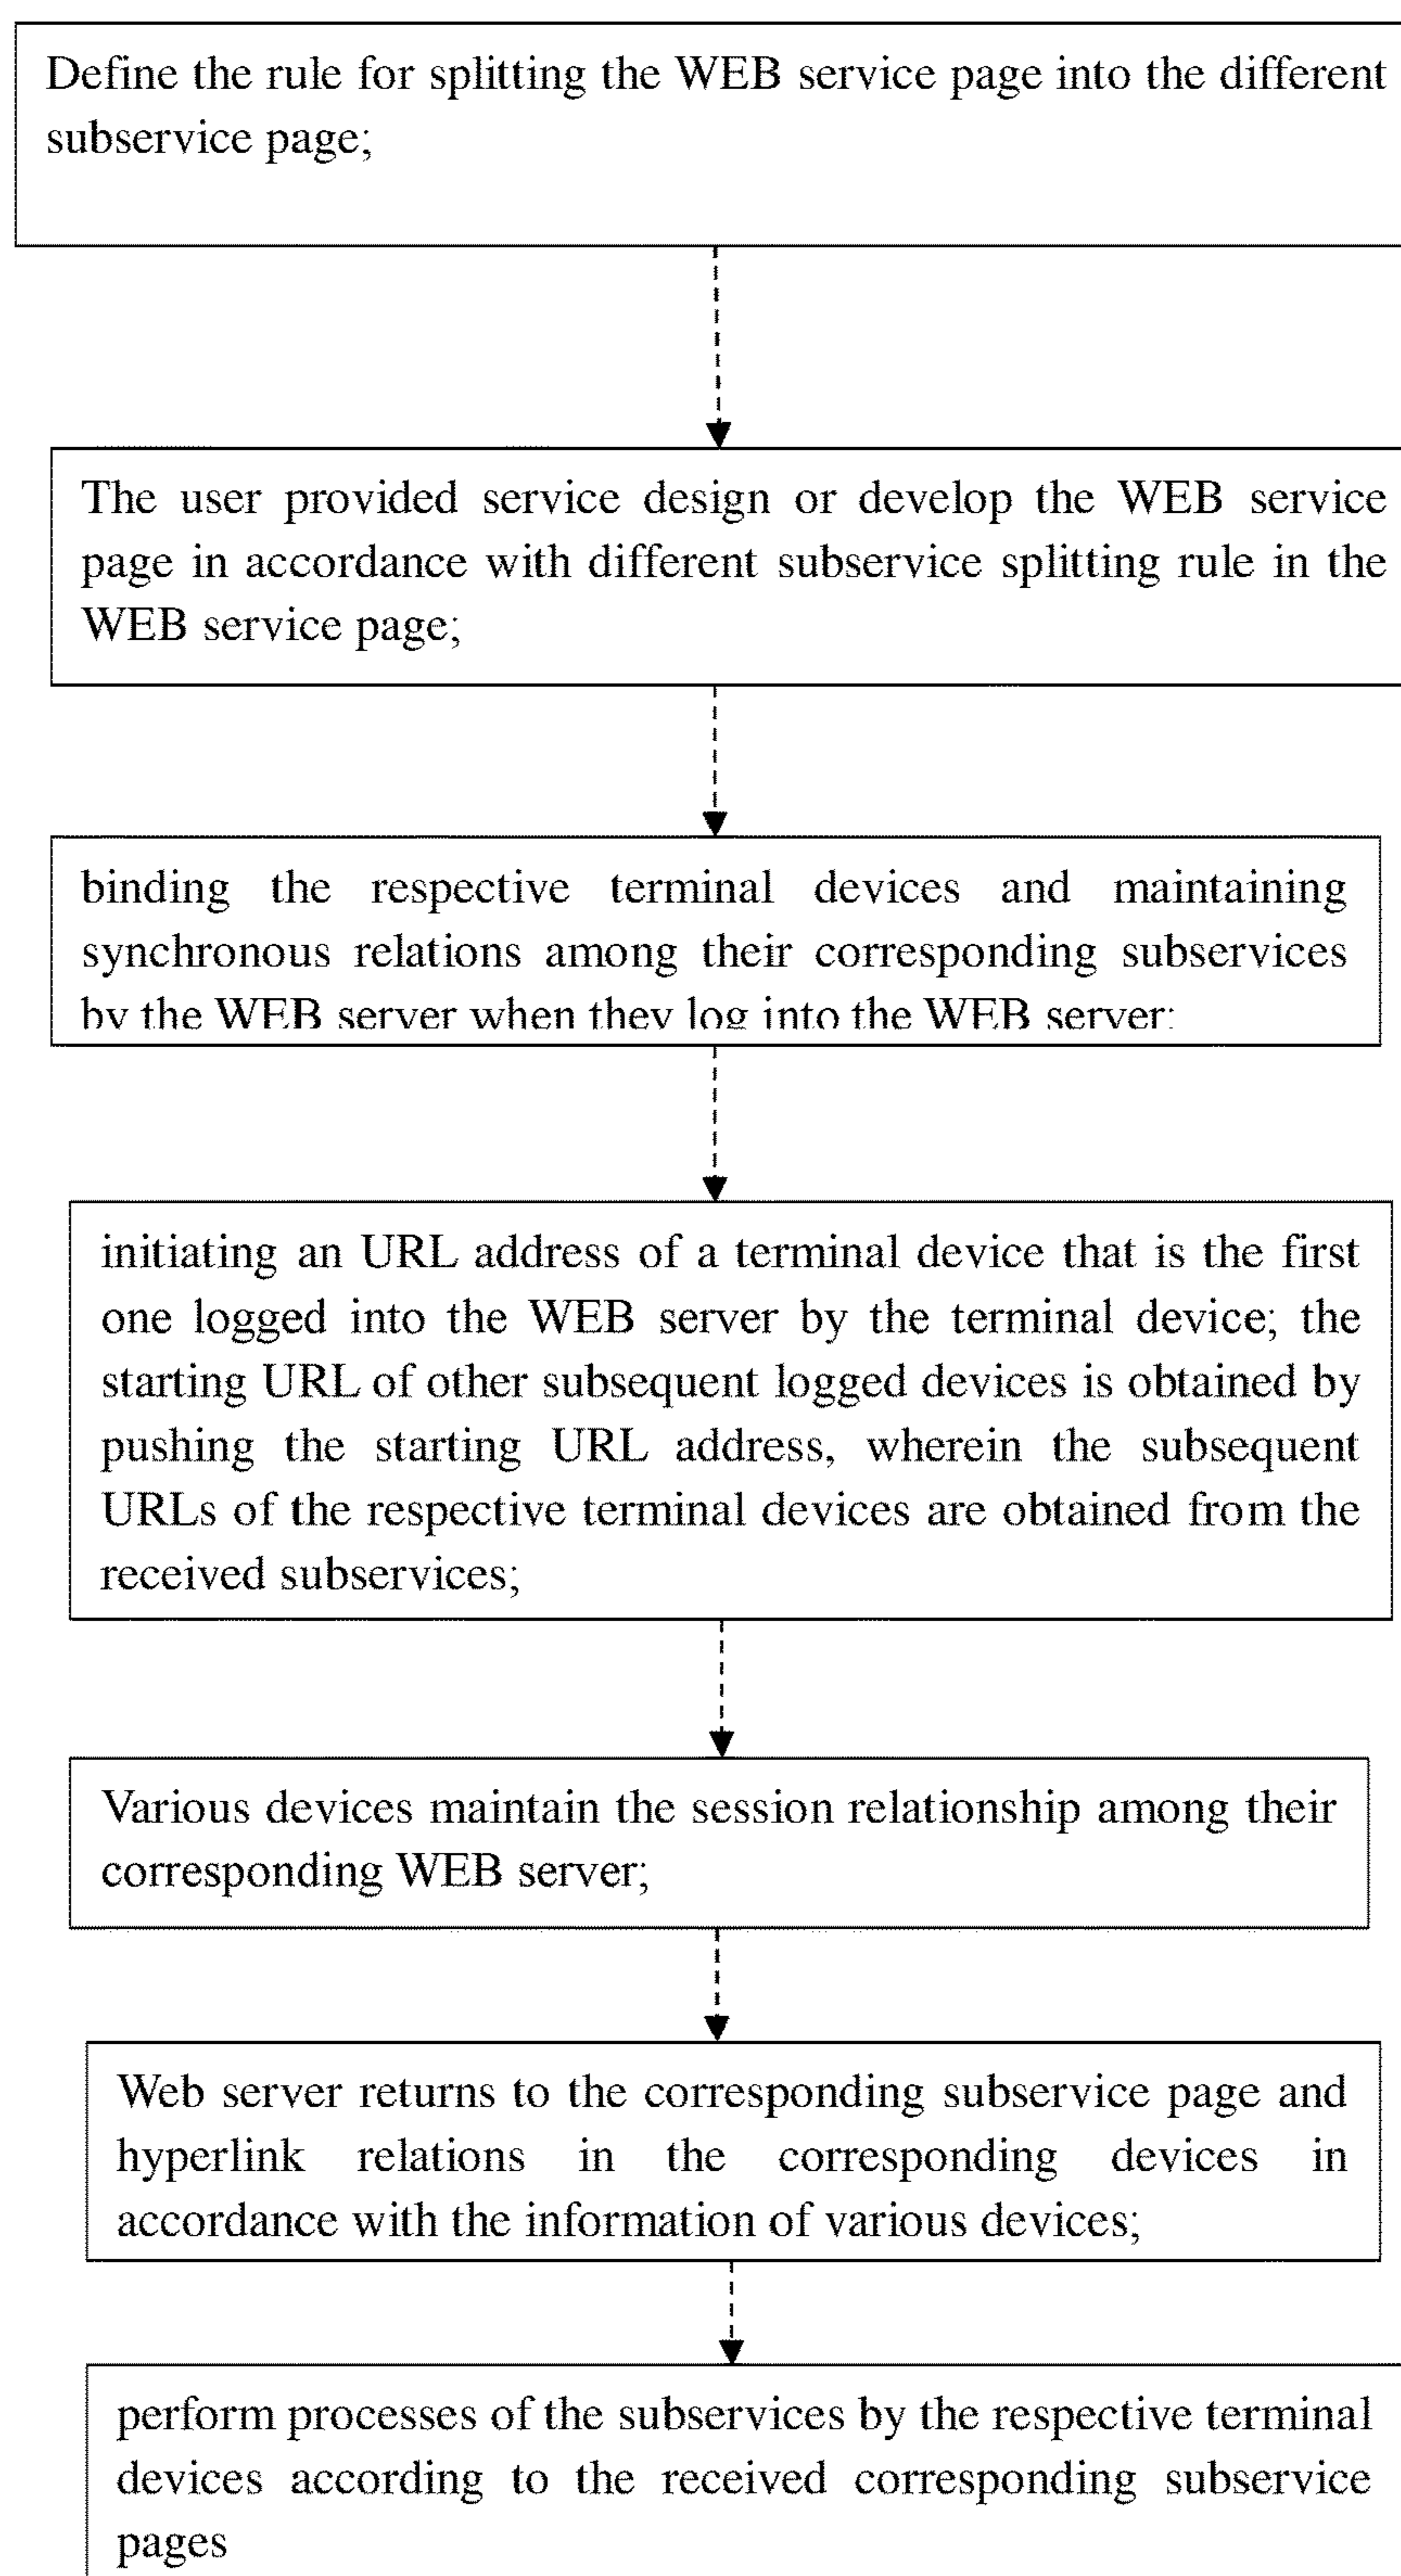 Define the rule for splitting the WEB service page into the different
subservice page;
The user provided service design or develop the WEB service
page in accordance with different subservice splitting rule in the
WEB service page;
binding the respective terminal devices and maintaining
synchronous relations among their corresponding subservices
by the WEB server when they log into the WEB server;
initiating an URL address of a terminal device that is the first
one logged into the WEB server by the terminal device; the
starting URL of other subsequent logged devices is obtained by
pushing the starting URL address, wherein the subsequent
URLs of the respective terminal devices are obtained from the
received subservices;
Various devices maintain the session relationship among their
corresponding WEB server;
Web server returns to the corresponding subservice page and
hyperlink relations in the corresponding devices in
accordance with the information of various devices;
perform processes of the subservices by the respective terminal
devices according to the received corresponding subservice
pages